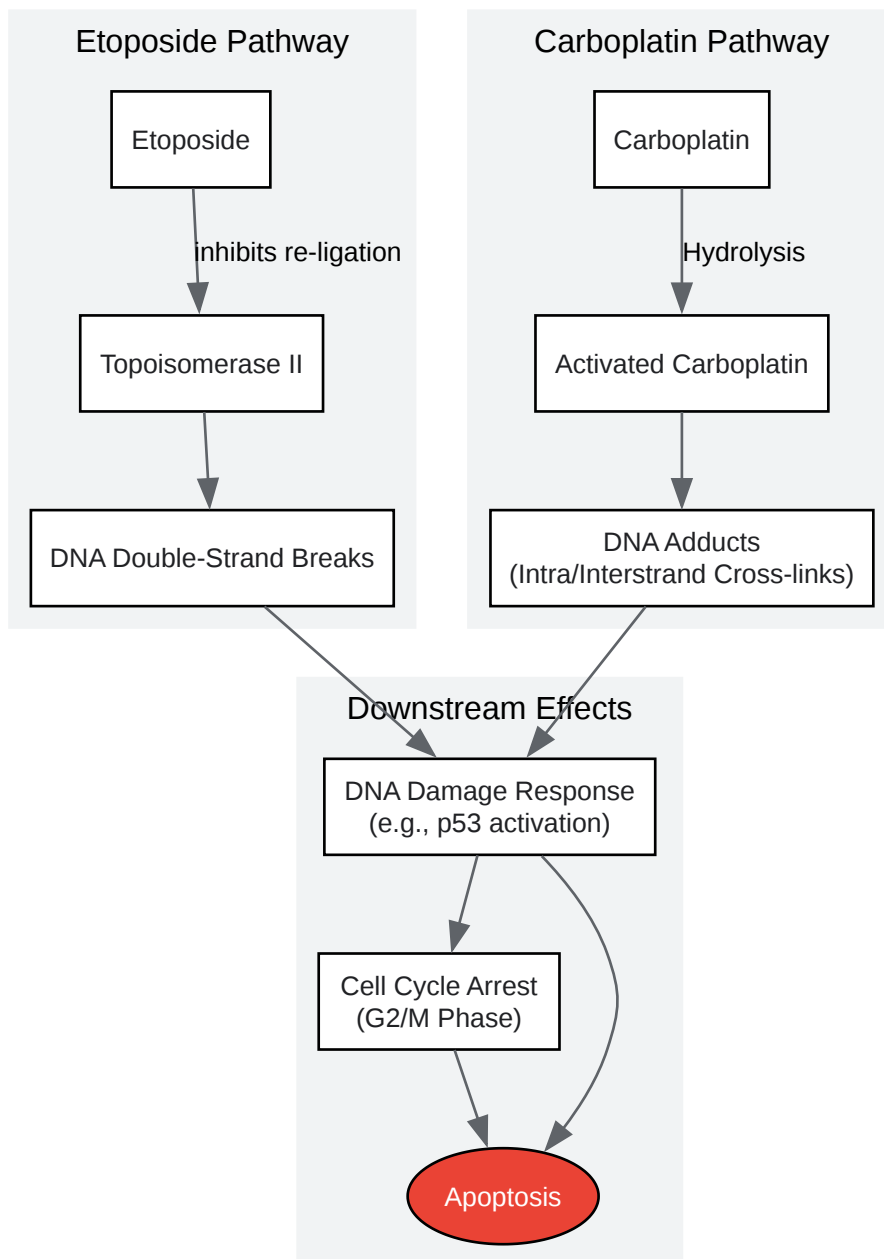 Etoposide Pathway
Etoposide
inhibits re-ligation
Topoisomerase II
DNA Double-Strand Breaks
Carboplatin Pathway
Carboplatin
Hydrolysis
Activated Carboplatin
DNA Adducts
(Intra/Interstrand Cross-links)
Downstream Effects
DNA Damage Response
(e.g., p53 activation)
Cell Cycle Arrest
(G2/M Phase)
Apoptosis